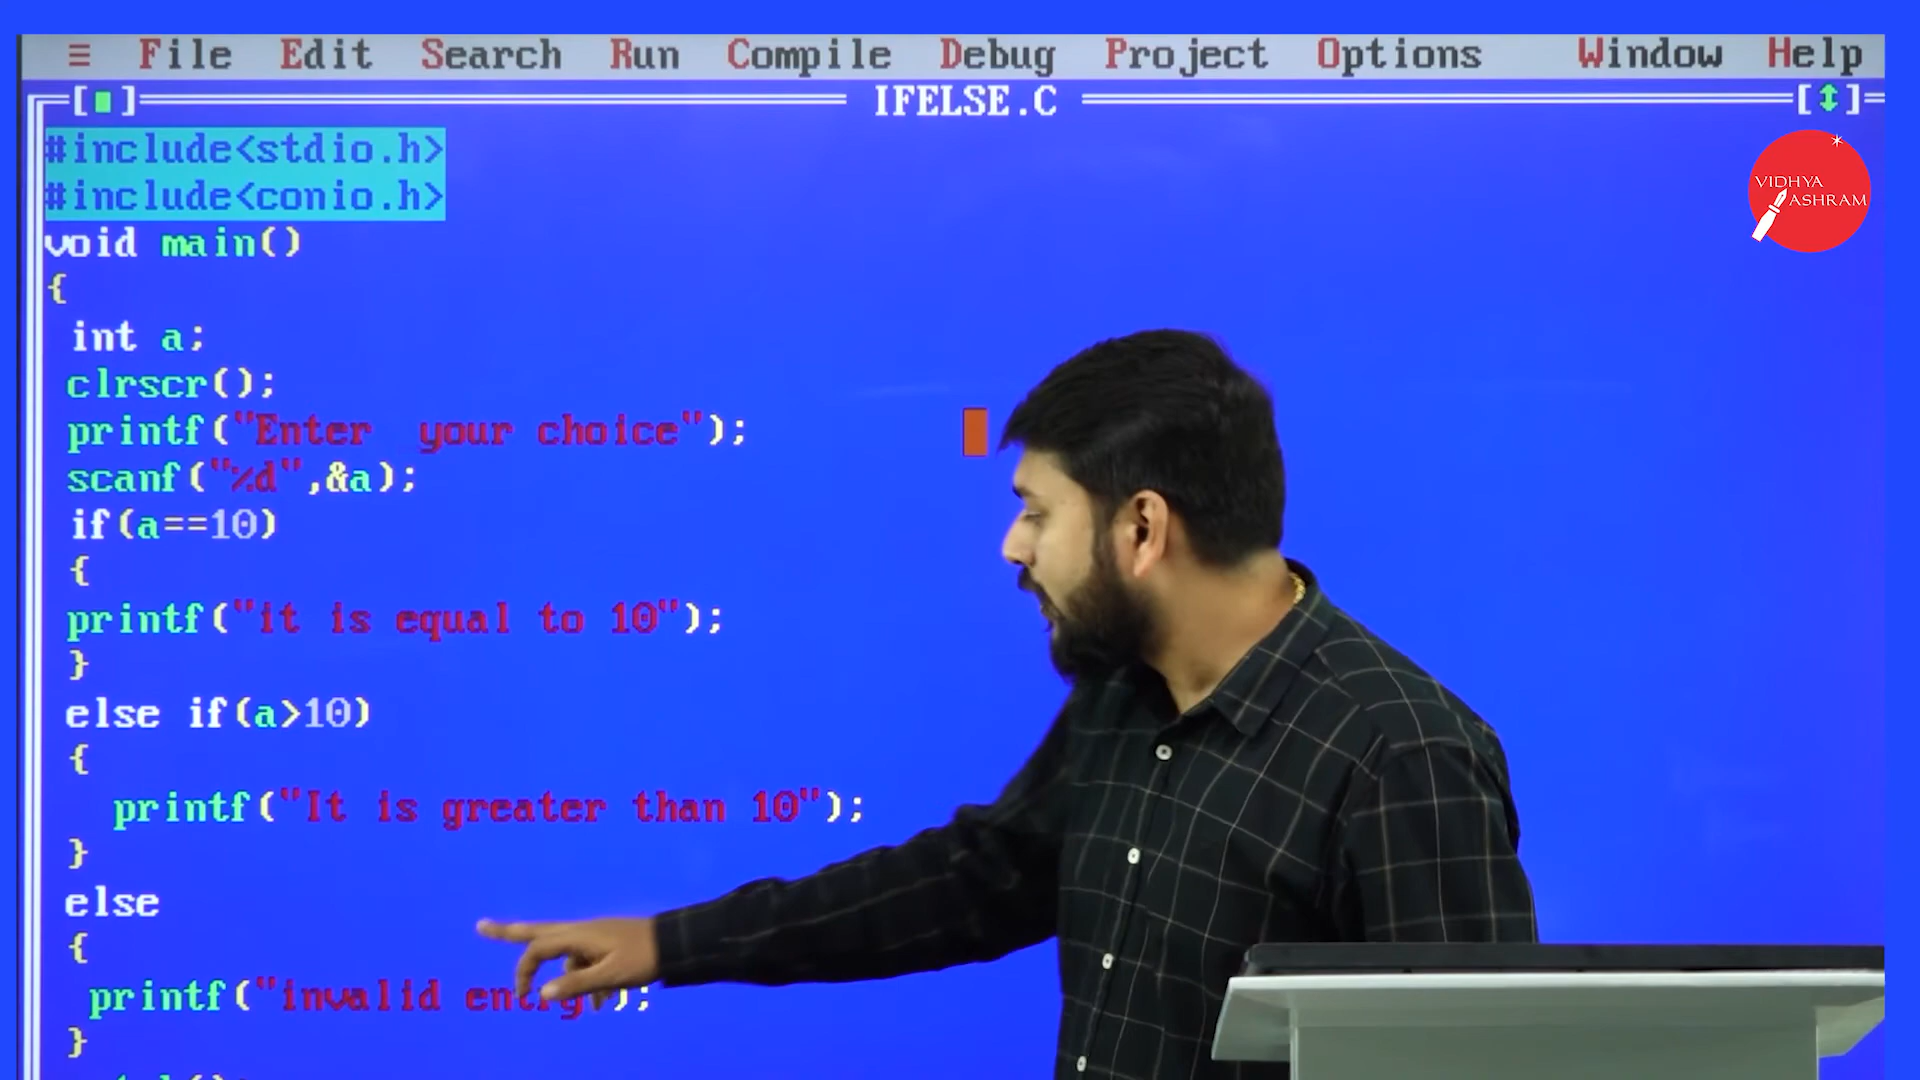 ≡ File Edit Search Run Compile Debug Project Options Window Help
[■] IFELSE.C [↕]
#include<stdio.h>
#include<conio.h>
VIDHYA
ASHRAM
void main()
{
int a;
clrscr();
printf("Enter  your choice");
scanf("%d",&a);
if(a==10)
{
printf("it is equal to 10");
}
else if(a>10)
{
printf("It is greater than 10");
}
else
{
printf("invalid entry");
}